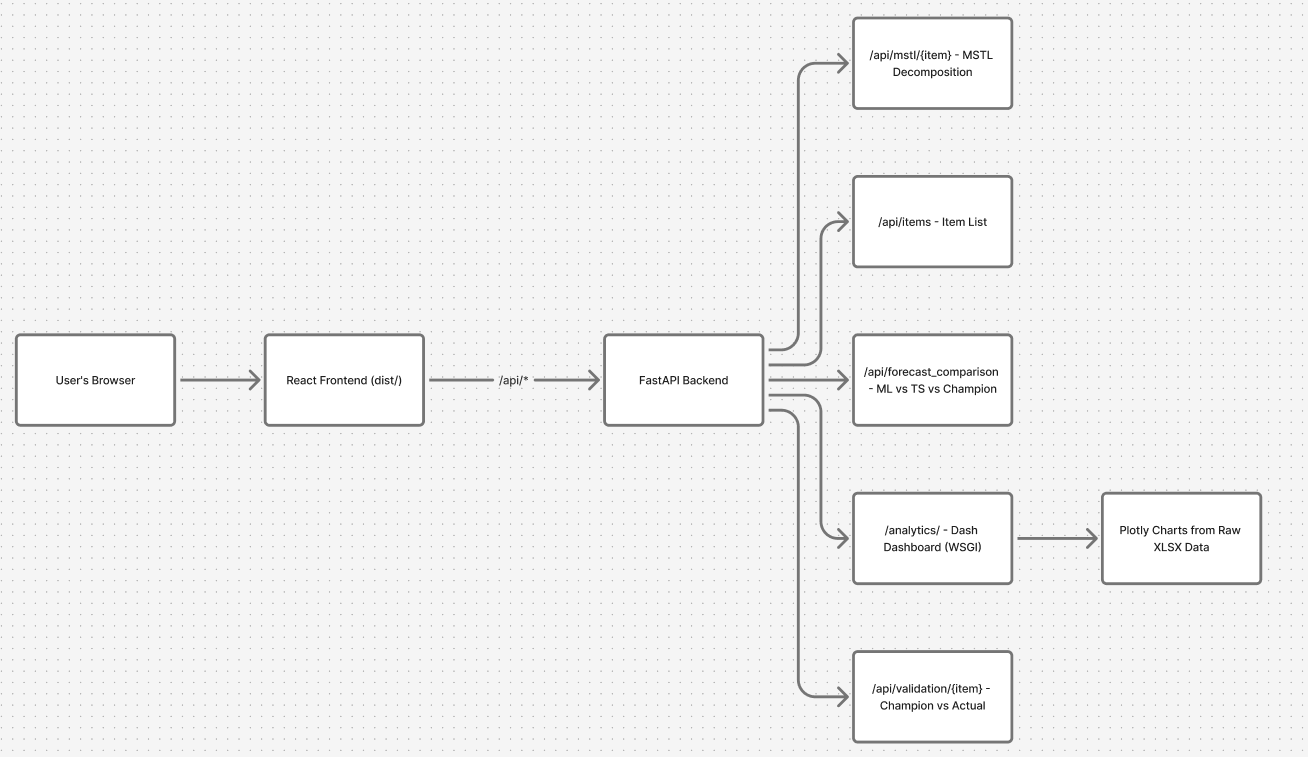 /api/mstl/{item} - MSTL
Decomposition
/api/items - Item List
User's Browser
React Frontend (dist/)
/api/*
FastAPI Backend
/api/forecast_comparison
- ML vs TS vs Champion
/analytics/ - Dash
Dashboard (WSGI)
Plotly Charts from Raw
XLSX Data
/api/validation/{item} -
Champion vs Actual